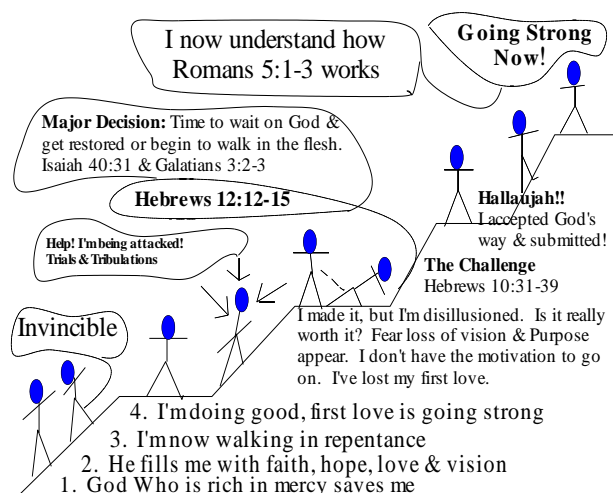 I now understand how
Romans 5:1-3 works
Going Strong
Now!
Major Decision: Time to wait on God &
get restored or begin to walk in the flesh.
Isaiah 40:31 & Galatians 3:2-3
Hebrews 12:12-15
Hallaujah!!
I accepted God's
way & submitted!
Help! I'm being attacked!
Trials & Tribulations
The Challenge
Hebrews 10:31-39
Invincible
I made it, but I'm disillusioned. Is it really
worth it? Fear loss of vision & Purpose
appear. I don't have the motivation to go
on. I've lost my first love.
4. I'm doing good, first love is going strong
3. I'm now walking in repentance
2. He fills me with faith, hope, love & vision
1. God Who is rich in mercy saves me